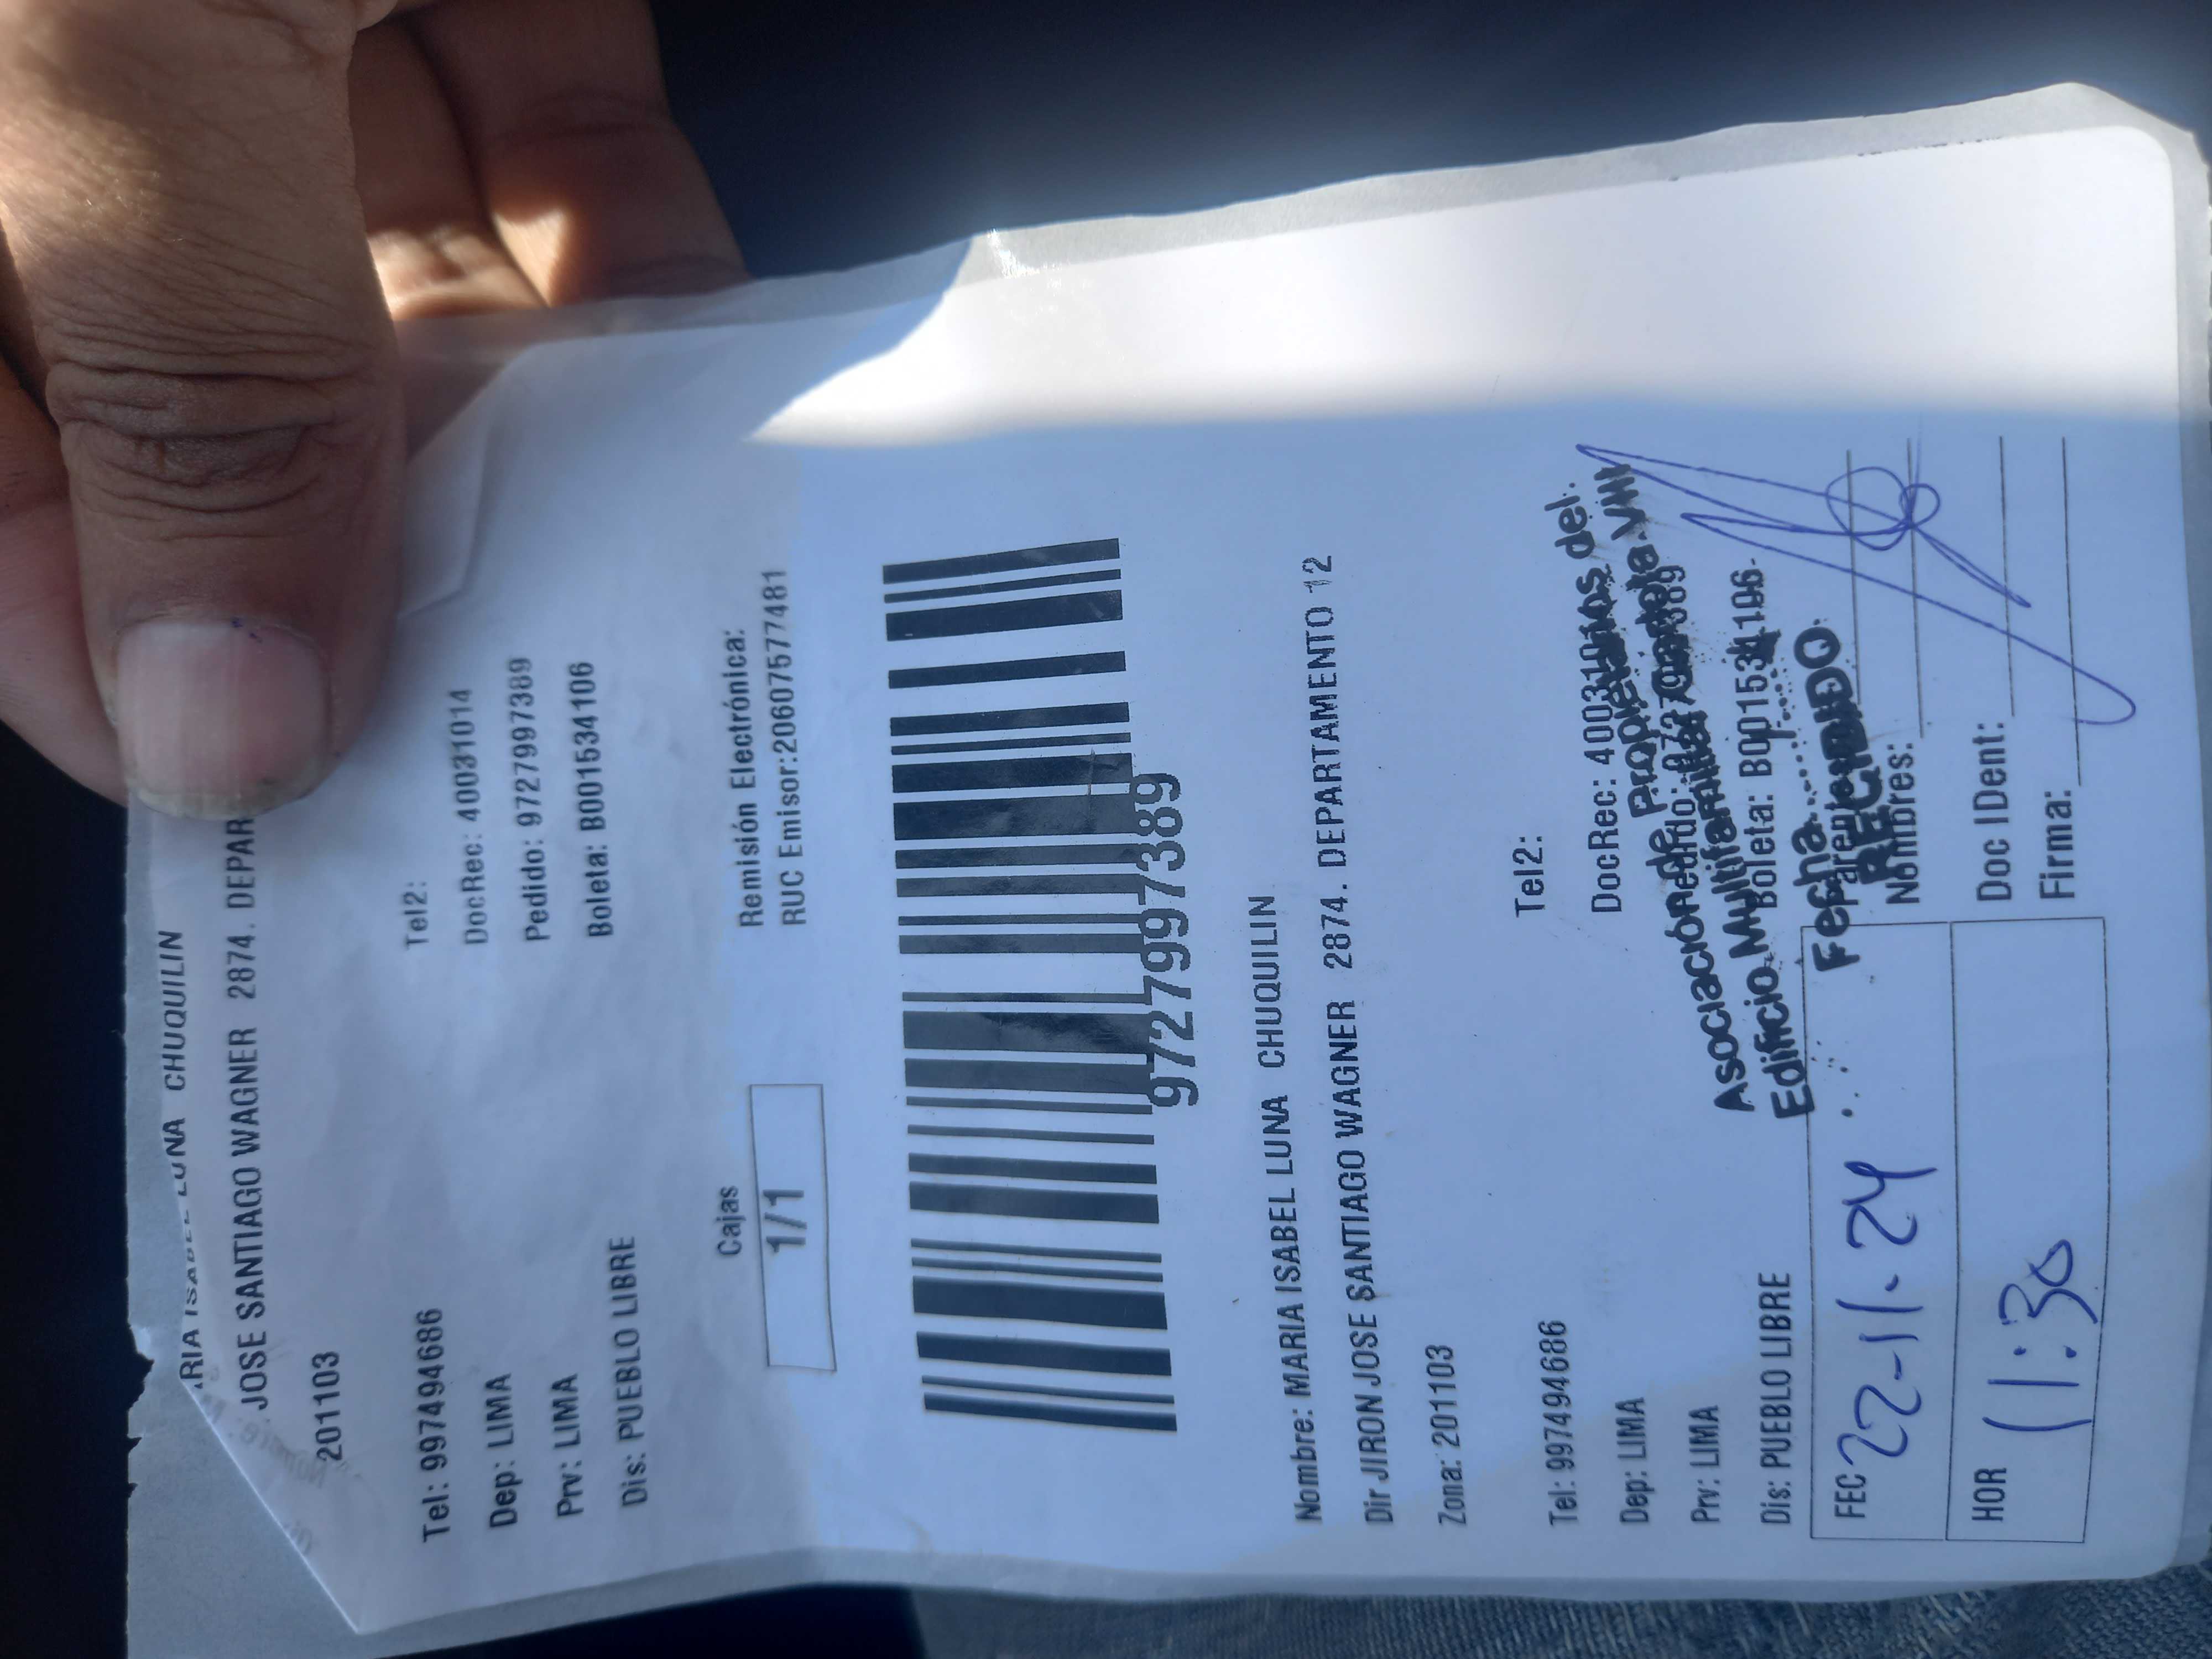 RIA ISABEL LUNA CHUQUILIN
JOSE SANTIAGO WAGNER 2874. DEPAR
201103
Tel2:
Tel: 997494686
DocRec: 40031014
Dep: LIMA
Pedido: 9727997389
Prv: LIMA
Boleta: B001534106
Dis: PUEBLO LIBRE
Cajas
Remisión Electrónica:
1/1
RUC Emisor:20607577481
9727997389
Nombre: MARIA ISABEL LUNA CHUQUILIN
Dir JIRON JOSE SANTIAGO WAGNER 2874. DEPARTAMENTO 12
Zona: 201103
Tel2:
Tel: 997494686
DocRec: 40031014
Dep: LIMA
Asociación de Propietarios del
Prv: LIMA
Edificio Multifamiliar
Boleta: B001534106
Dis: PUEBLO LIBRE
Fecha
RECIBIDO
FEC 22-11-24
Nombres:
HOR 11:30
Doc IDent:
Firma: